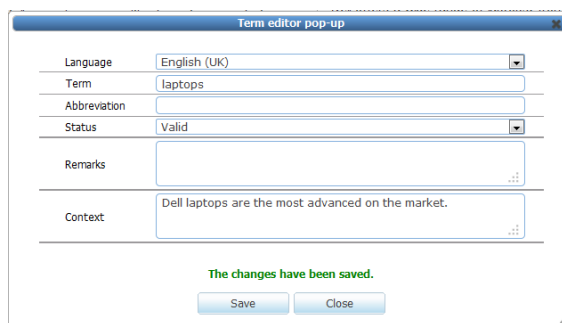 Term editor pop-up
Language English (UK)
Term laptops
Abbreviation
Status Valid
Remarks
Context Dell laptops are the most advanced on the market.
The changes have been saved.
Save Close